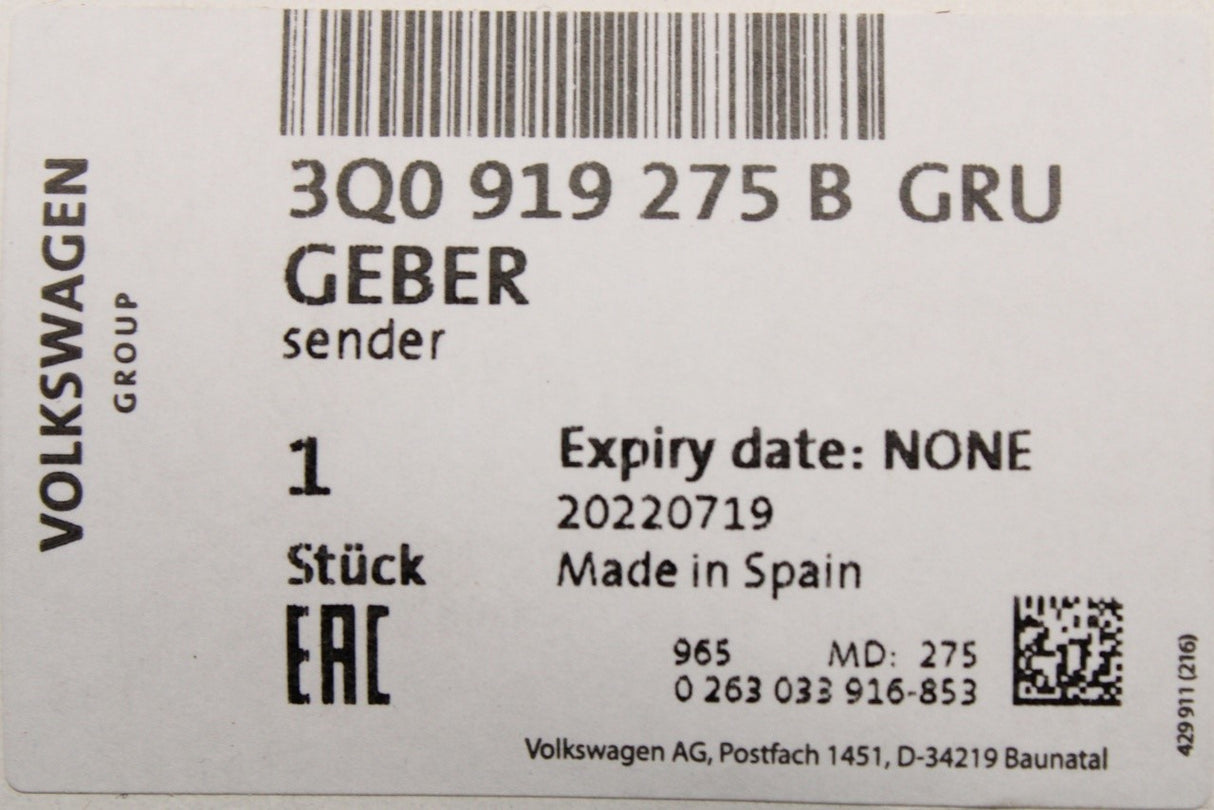 VOLKSWAGEN
GROUP
3Q0 919 275 B GRU
GEBER
sender
1
Stück
EAC
Expiry date: NONE
20220719
Made in Spain
965 MD: 275
0 263 033 916-853
Volkswagen AG, Postfach 1451, D-34219 Baunatal
429 911 (216)